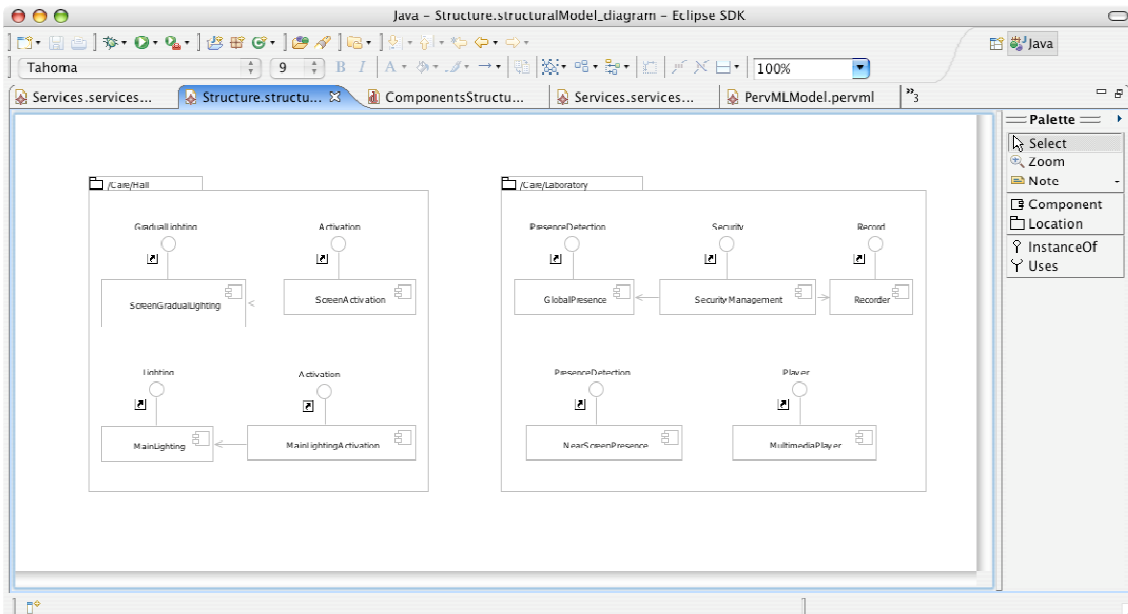 Java – Structure.structuralModel_diagram – Eclipse SDK
Java
Tahoma 9 B I A 100%
Services.services... Structure.structu... ComponentsStructu... Services.services... PervMLModel.pervml »3
Palette
Select
Zoom
Note
Component
Location
InstanceOf
Uses
/Care/Hall
GradualLighting Activation
ScreenGradualLighting ScreenActivation
Lighting Activation
MainLighting MainLightingActivation
/Care/Laboratory
PresenceDetection Security Record
GlobalPresence Security Management Recorder
PresenceDetection Player
NearScreenPresence MultimediaPlayer